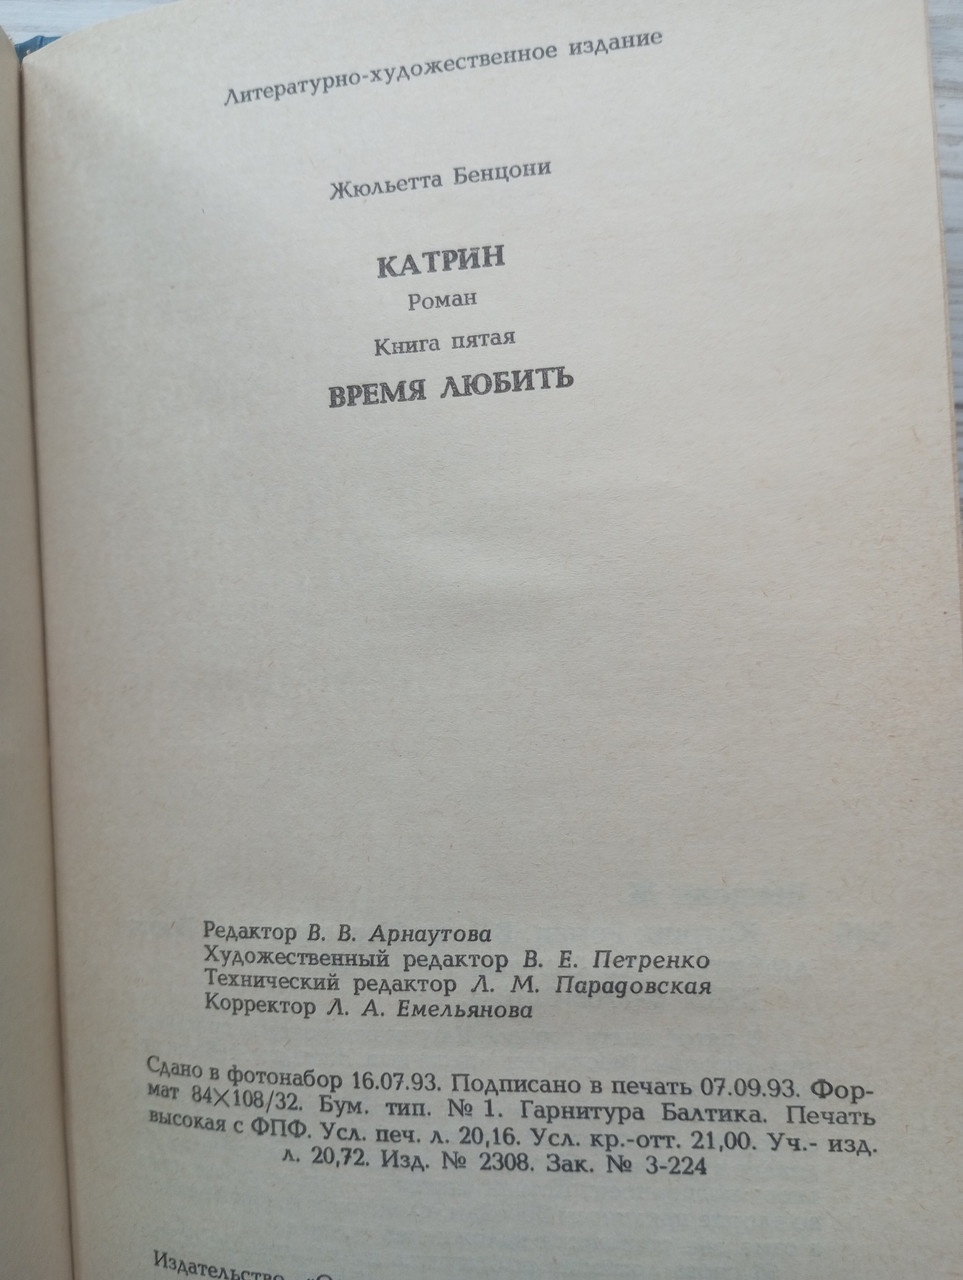 Литературно-художественное издание
Жюльетта Бенцони
КАТРИН
Роман
Книга пятая
ВРЕМЯ ЛЮБИТЬ
Редактор В. В. Арнаутова
Художественный редактор В. Е. Петренко
Технический редактор Л. М. Парадовская
Корректор Л. А. Емельянова
Сдано в фотонабор 16.07.93. Подписано в печать 07.09.93. Фор-
мат 84×108/32. Бум. тип. № 1. Гарнитура Балтика. Печать
высокая с ФПФ. Усл. печ. л. 20,16. Усл. кр.-отт. 21,00. Уч.- изд.
л. 20,72. Изд. № 2308. Зак. № 3-224
Издательство